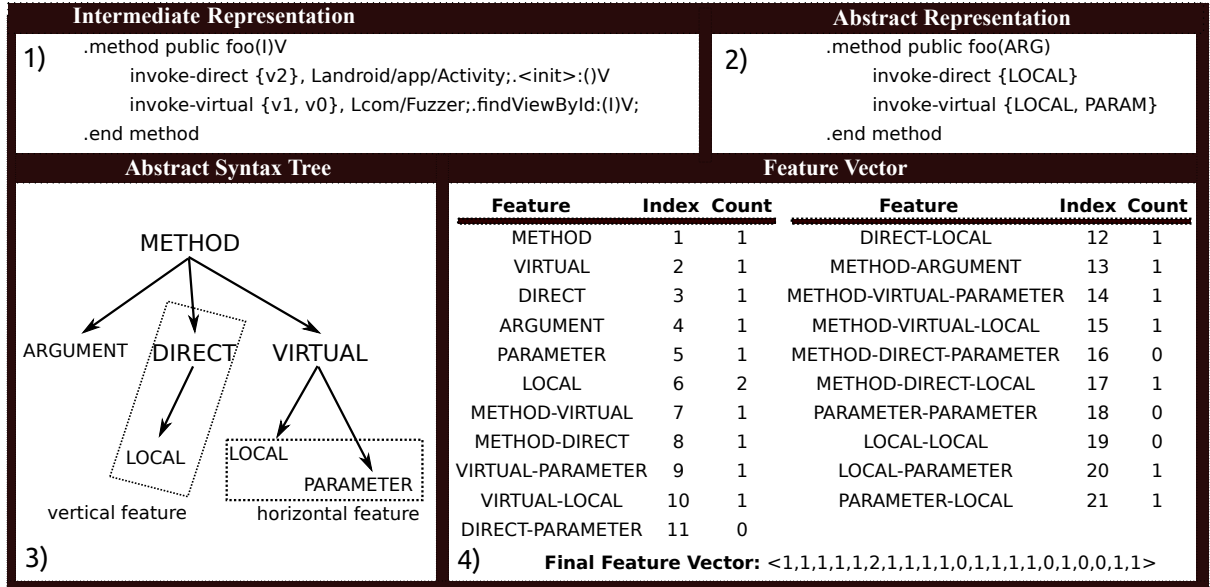 Intermediate Representation
1)
.method public foo(I)V
invoke-direct {v2}, Landroid/app/Activity;.<init>:()V
invoke-virtual {v1, v0}, Lcom/Fuzzer;.findViewById:(I)V;
.end method
Abstract Representation
2)
.method public foo(ARG)
invoke-direct {LOCAL}
invoke-virtual {LOCAL, PARAM}
.end method
Abstract Syntax Tree
METHOD
ARGUMENT DIRECT VIRTUAL
LOCAL LOCAL
PARAMETER
vertical feature horizontal feature
3)
Feature Vector
Feature Index Count Feature Index Count
METHOD 1 1 DIRECT-LOCAL 12 1
VIRTUAL 2 1 METHOD-ARGUMENT 13 1
DIRECT 3 1 METHOD-VIRTUAL-PARAMETER 14 1
ARGUMENT 4 1 METHOD-VIRTUAL-LOCAL 15 1
PARAMETER 5 1 METHOD-DIRECT-PARAMETER 16 0
LOCAL 6 2 METHOD-DIRECT-LOCAL 17 1
METHOD-VIRTUAL 7 1 PARAMETER-PARAMETER 18 0
METHOD-DIRECT 8 1 LOCAL-LOCAL 19 0
VIRTUAL-PARAMETER 9 1 LOCAL-PARAMETER 20 1
VIRTUAL-LOCAL 10 1 PARAMETER-LOCAL 21 1
DIRECT-PARAMETER 11 0
4) Final Feature Vector: <1,1,1,1,1,2,1,1,1,1,0,1,1,1,1,0,1,0,0,1,1>